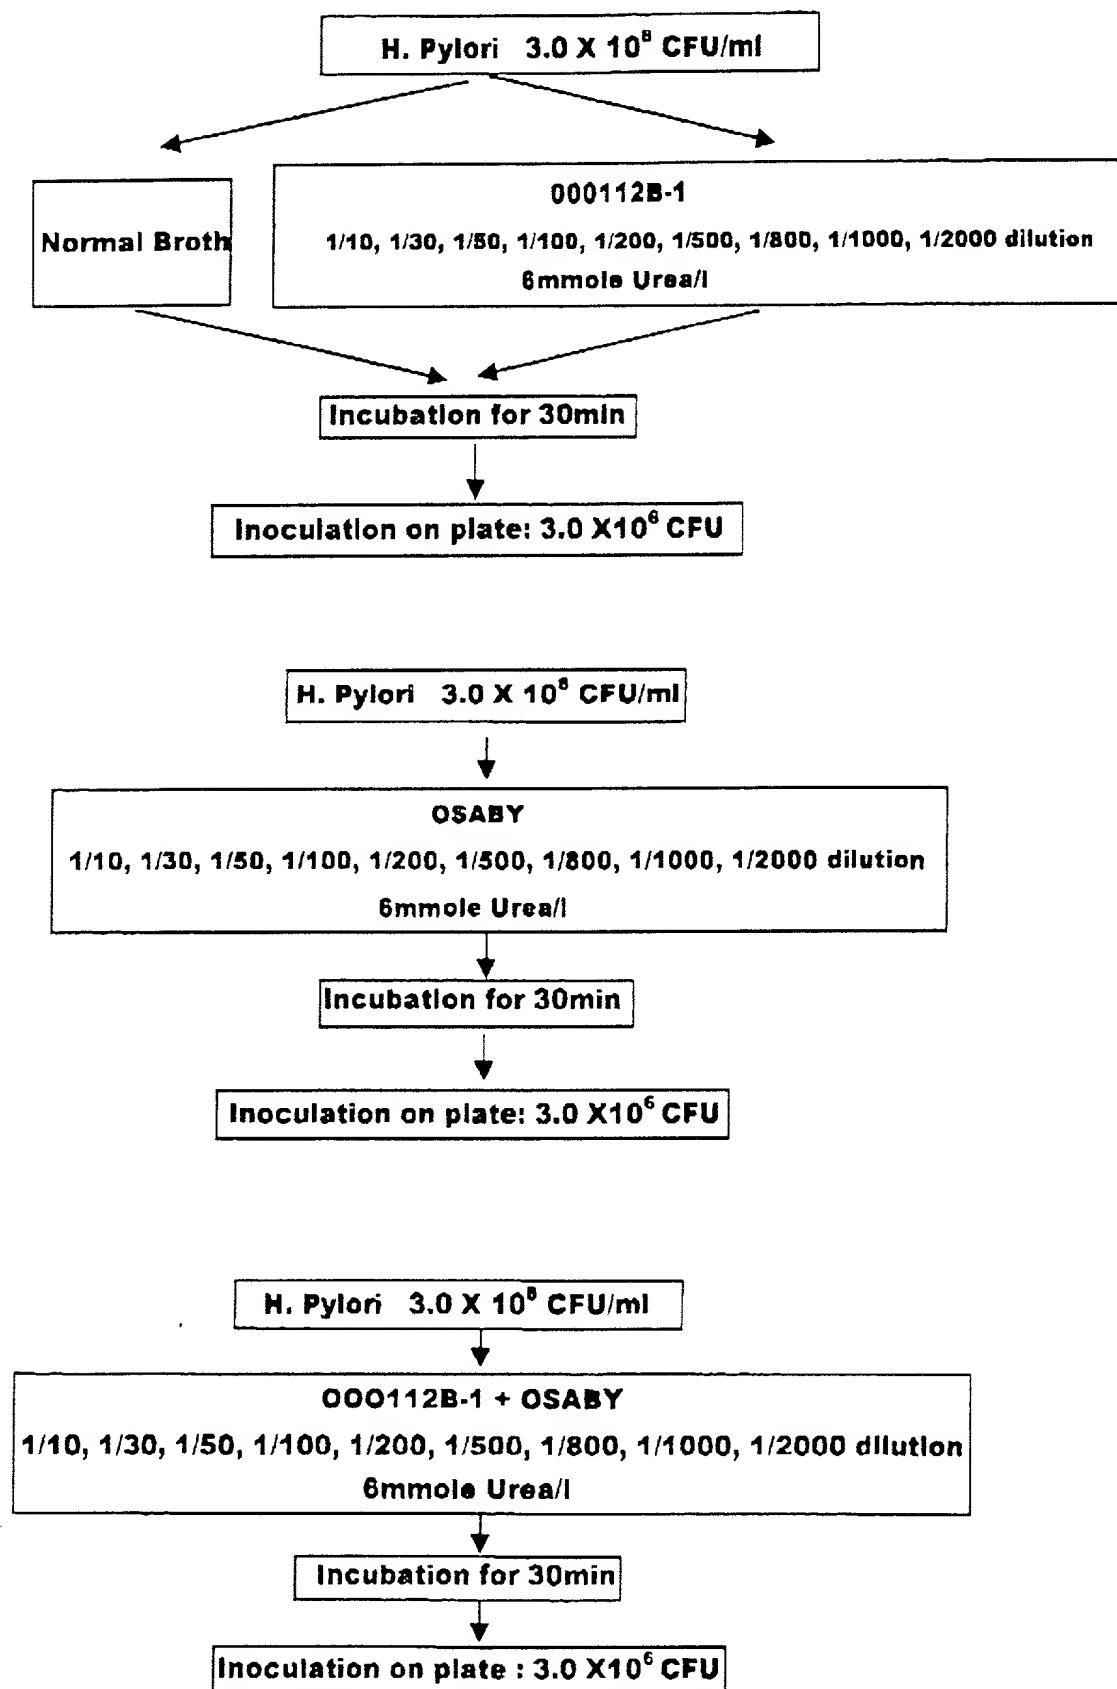 H. Pylori 3.0 X 10⁸ CFU/ml
Normal Broth
000112B-1
1/10, 1/30, 1/50, 1/100, 1/200, 1/500, 1/800, 1/1000, 1/2000 dilution
6mmole Urea/l
Incubation for 30min
Inoculation on plate: 3.0 X10⁶ CFU
H. Pylori 3.0 X 10⁸ CFU/ml
OSABY
1/10, 1/30, 1/50, 1/100, 1/200, 1/500, 1/800, 1/1000, 1/2000 dilution
6mmole Urea/l
Incubation for 30min
Inoculation on plate: 3.0 X10⁶ CFU
H. Pylori 3.0 X 10⁸ CFU/ml
OOO112B-1 + OSABY
1/10, 1/30, 1/50, 1/100, 1/200, 1/500, 1/800, 1/1000, 1/2000 dilution
6mmole Urea/l
Incubation for 30min
Inoculation on plate : 3.0 X10⁶ CFU